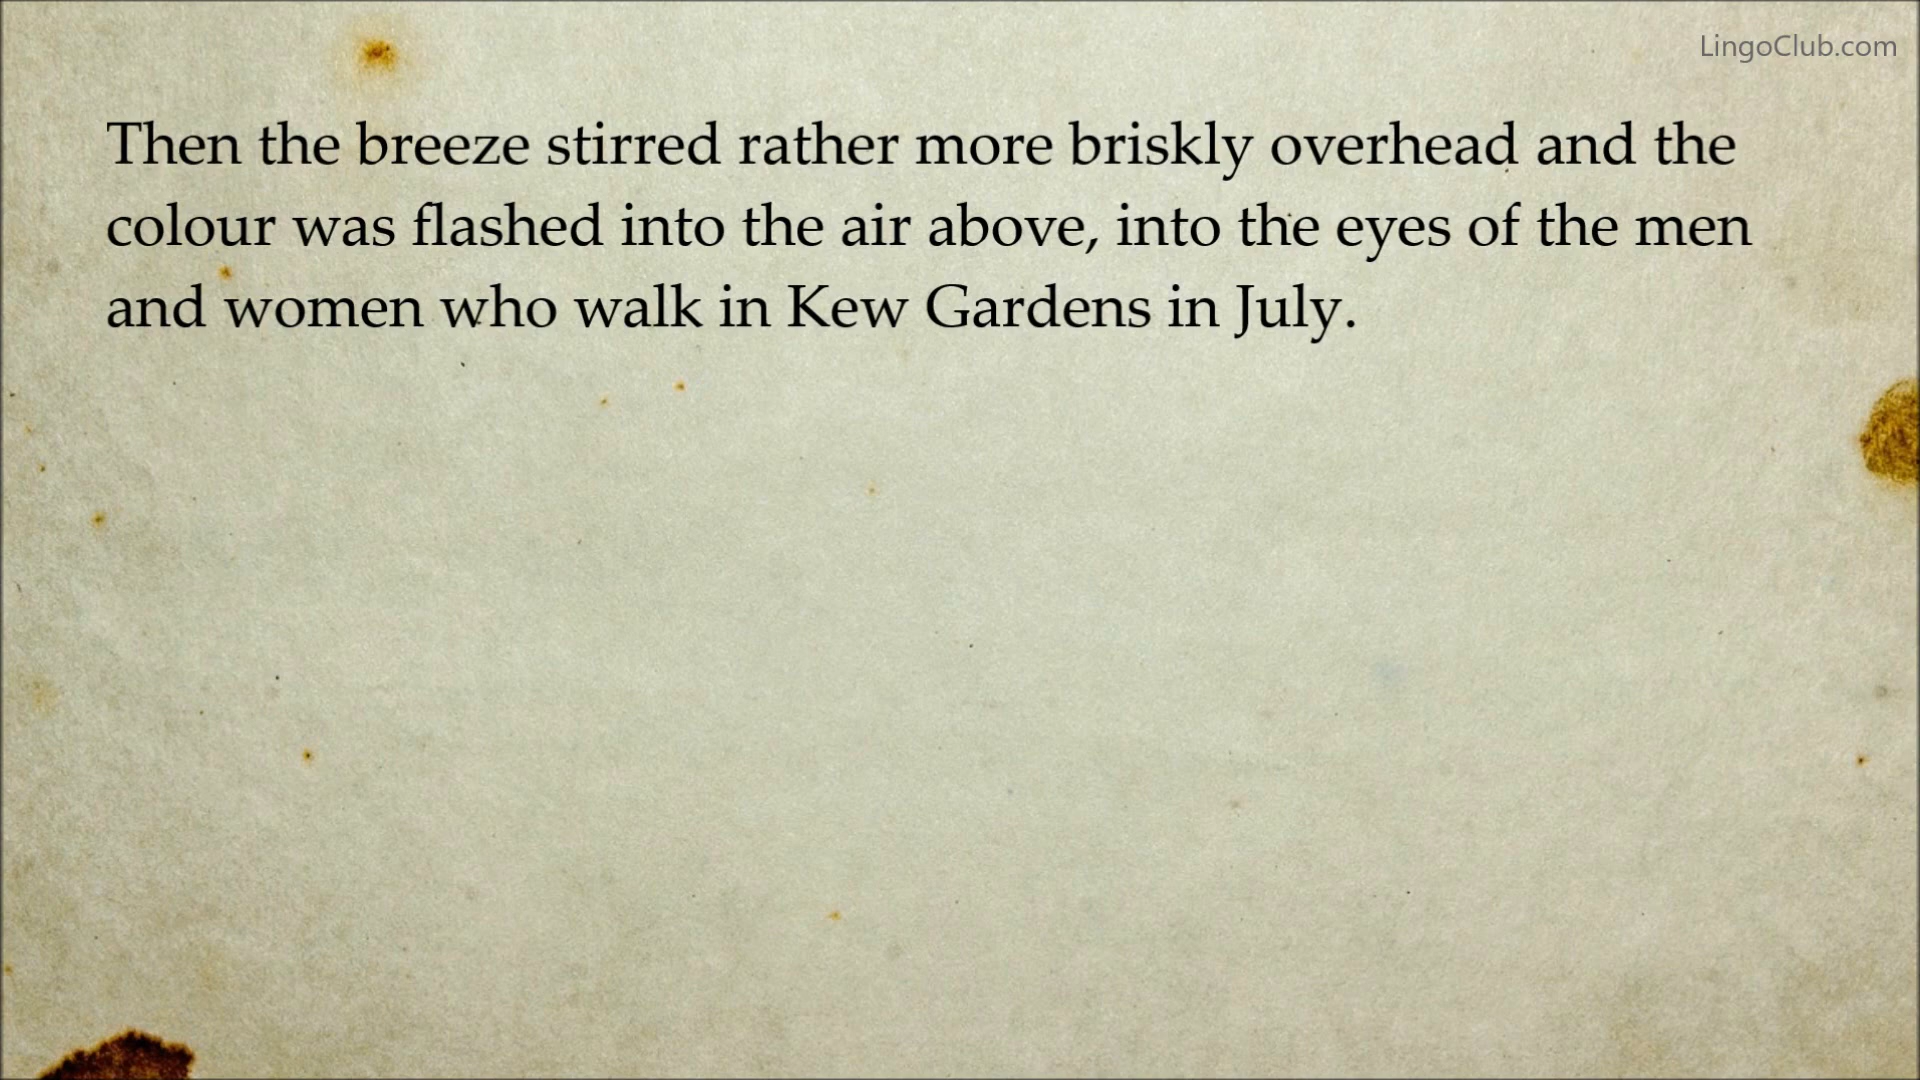 LingoClub.com
Then the breeze stirred rather more briskly overhead and the
colour was flashed into the air above, into the eyes of the men
and women who walk in Kew Gardens in July.